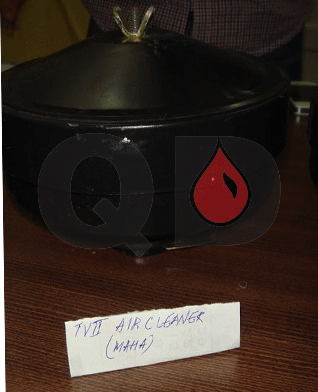 QD
TVII AIR CLEANER
(MAHA)